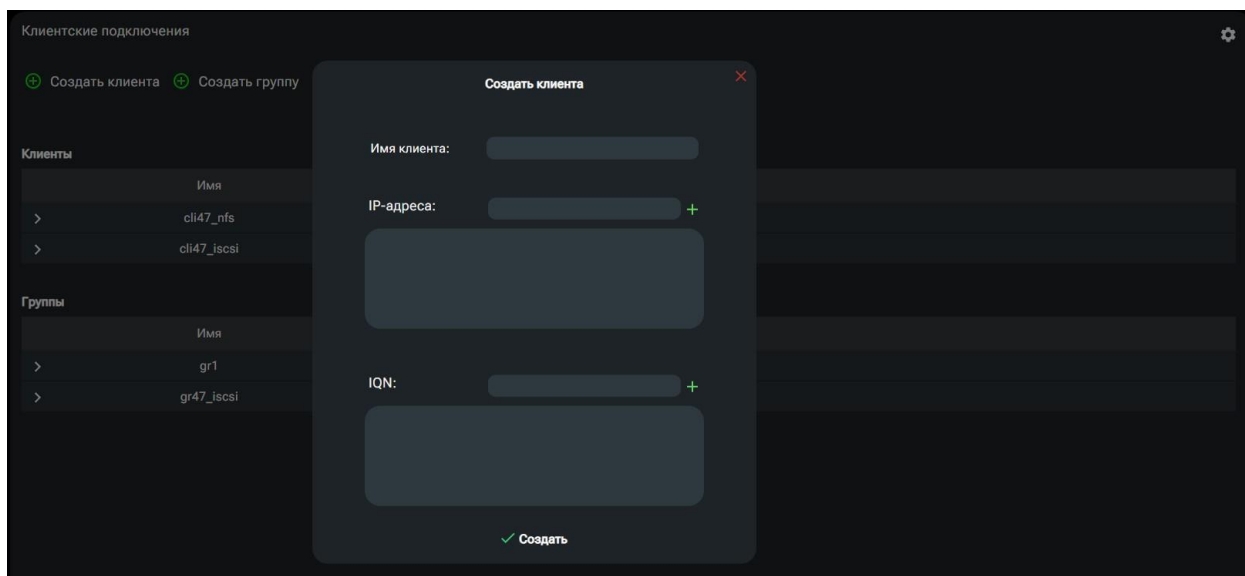 Клиентские подключения
Создать клиента Создать группу
Клиенты
Имя
cli47_nfs
cli47_iscsi
Группы
Имя
gr1
gr47_iscsi
Создать клиента
Имя клиента:
IP-адреса:
IQN:
Создать